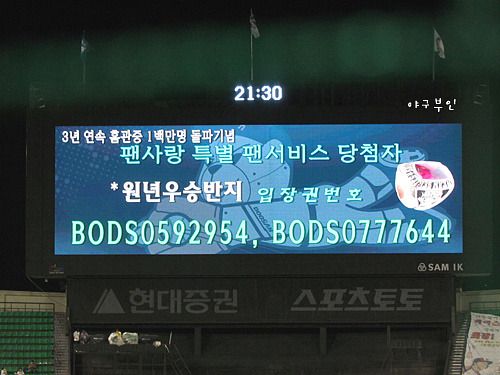 21:30
야구부인
3년 연속 홈관중 1백만명 돌파기념
팬사랑 특별 팬서비스 당첨자
*원년우승반지 입장권번호
BODS0592954, BODS0777644
SAM IK
현대증권 스포츠토토